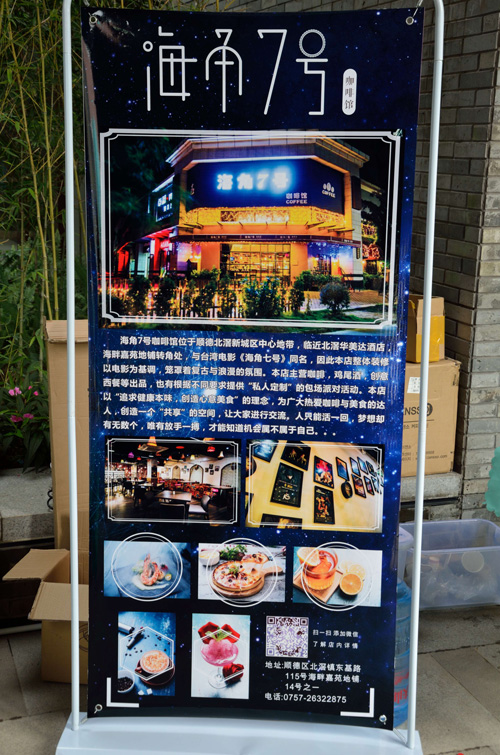 海角7号
咖啡馆
海角7号
咖啡馆
COFFEE
海角7号咖啡馆位于顺德北滘新城区中心地带，临近北滘华美达酒店，
海畔嘉苑地铺转角处，与台湾电影《海角七号》同名，因此本店整体装修
以电影为基调，笼罩着复古与浪漫的氛围。本店主营咖啡，鸡尾酒，创意
西餐等出品，也有根据不同要求提供“私人定制”的包场派对活动。本店
以“追求健康本味，创造心意美食”的理念，为广大热爱咖啡与美食的达
人，创造一个“共享”的空间，让大家进行交流。人只能活一回，梦想却
有无数个，唯有放手一搏，才能知道机会属不属于自己．．．
扫一扫 添加微信
了解店内详情
地址:顺德区北滘镇东基路
115号海畔嘉苑地铺
14号之一
电话:0757-26322875